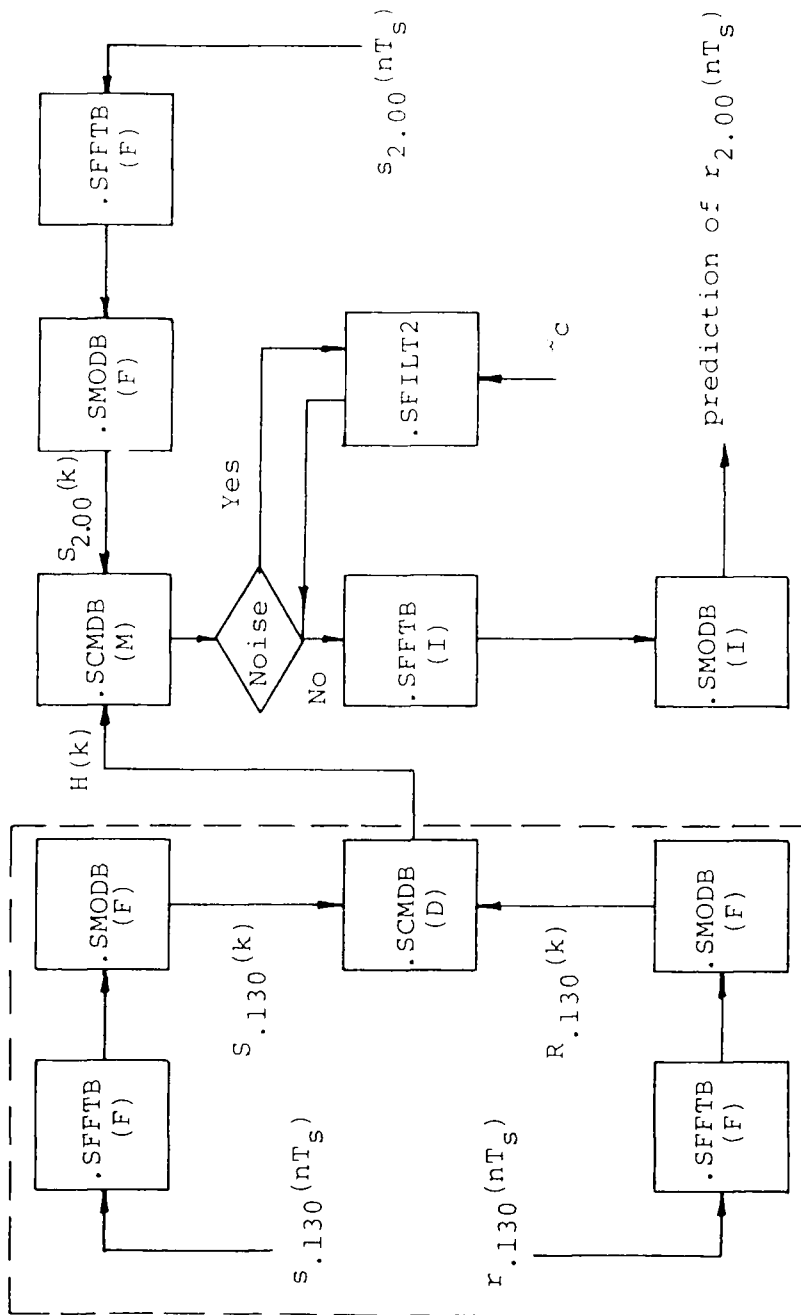 s.130(nTs)
.SFFTB
(F)
.SMODB
(F)
S.130(k)
r.130(nTs)
.SFFTB
(F)
.SMODB
(F)
R.130(k)
.SCMDB
(D)
H(k)
.SCMDB
(M)
S2.00(k)
.SMODB
(F)
.SFFTB
(F)
s2.00(nTs)
Noise
Yes
No
.SFILT2
~c
.SFFTB
(I)
.SMODB
(I)
prediction of r2.00(nTs)